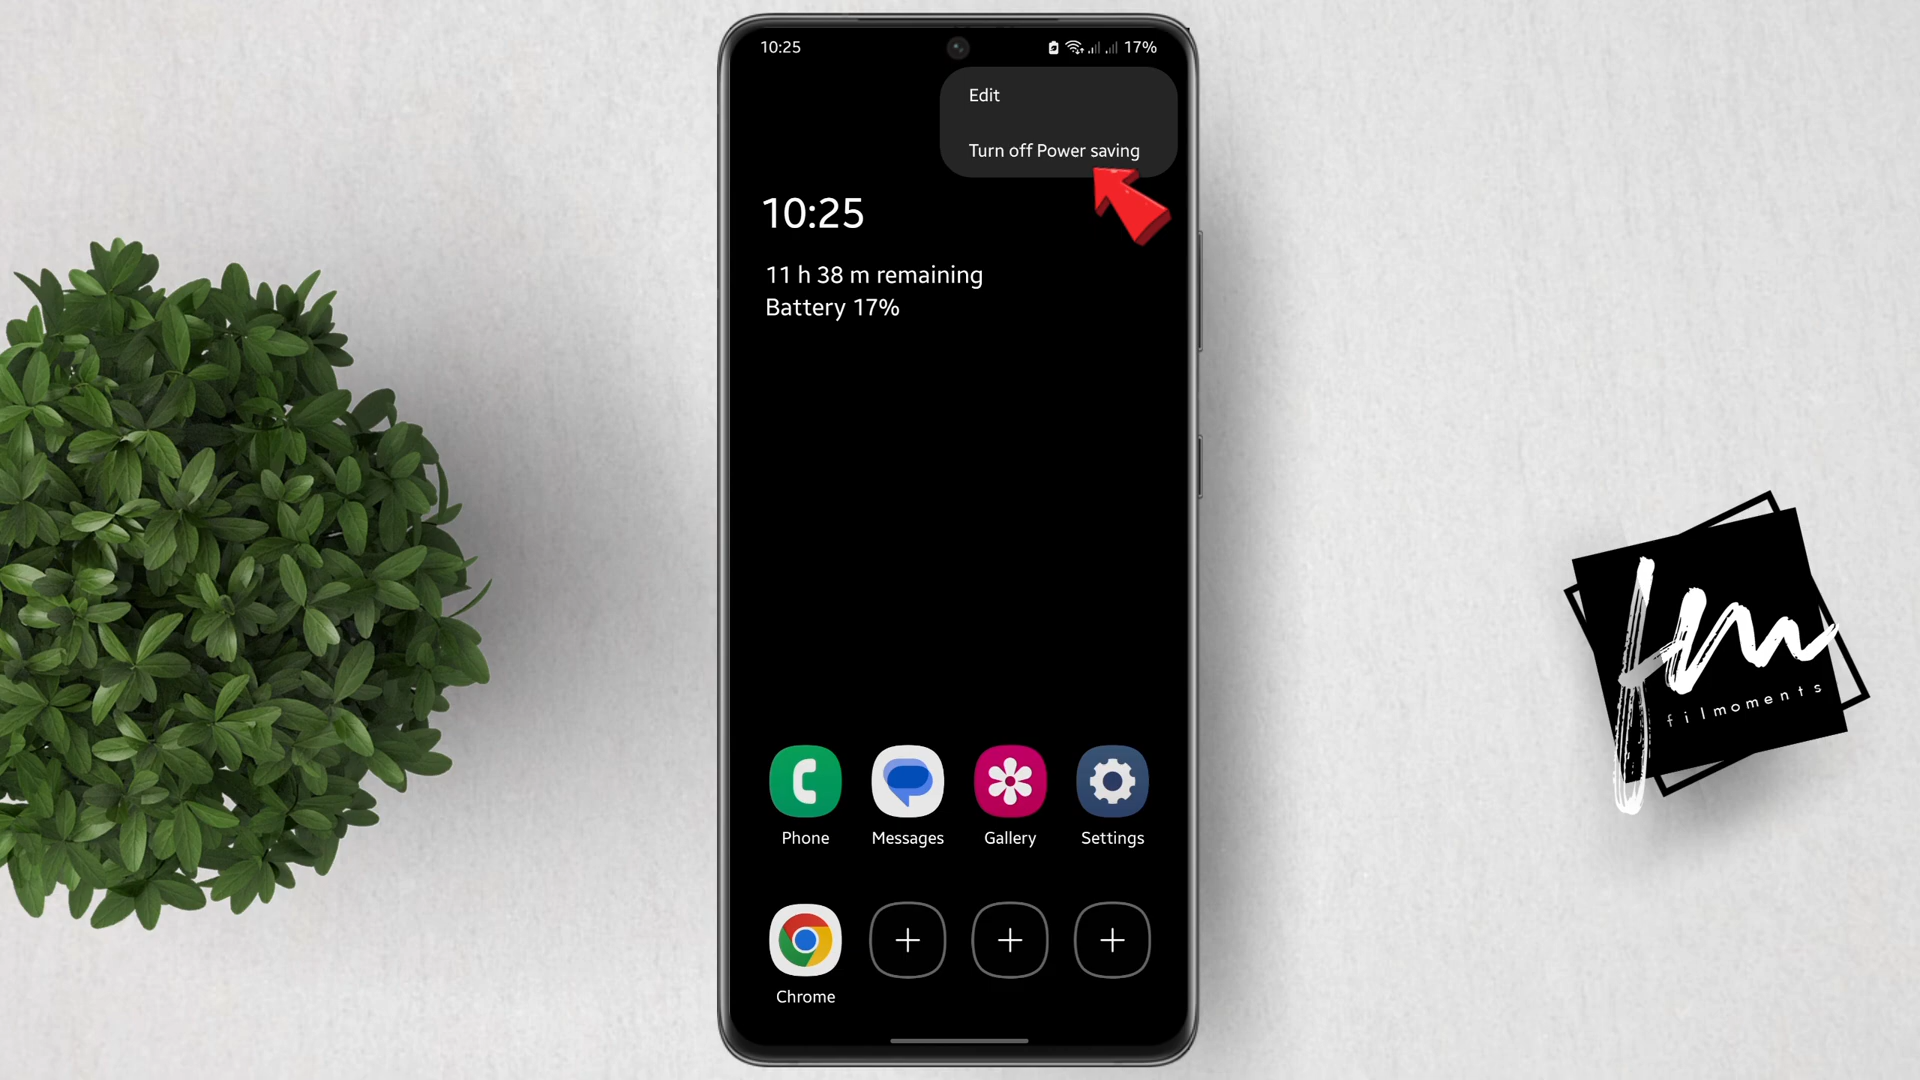 10:25 17%
Edit
Turn off Power saving
10:25
11 h 38 m remaining
Battery 17%
Phone Messages Gallery Settings
Chrome
fm
filmoments